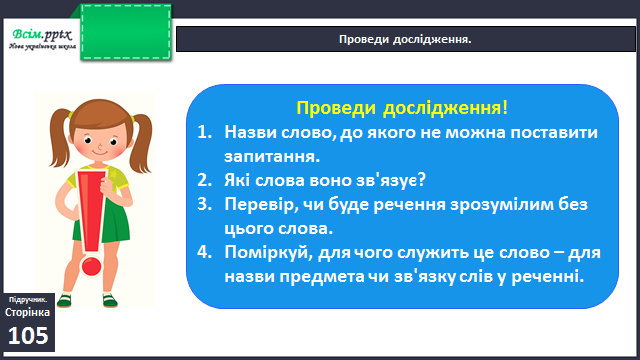 Всім.pptx
Нова українська школа
Проведи дослідження.
Проведи дослідження!
1. Назви слово, до якого не можна поставити
запитання.
2. Які слова воно зв'язує?
3. Перевір, чи буде речення зрозумілим без
цього слова.
4. Поміркуй, для чого служить це слово – для
назви предмета чи зв'язку слів у реченні.
Підручник.
Сторінка
105